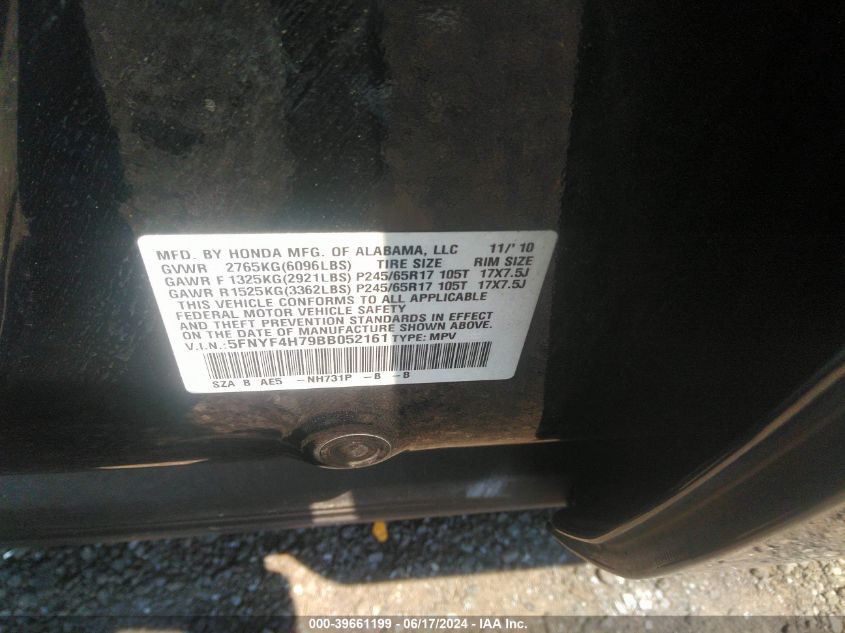 MFD. BY HONDA MFG. OF ALABAMA, LLC 11/'10
GVWR 2765KG(6096LBS) TIRE SIZE RIM SIZE
GAWR F 1325KG(2921LBS) P245/65R17 105T 17X7.5J
GAWR R1525KG(3362LBS) P245/65R17 105T 17X7.5J
THIS VEHICLE CONFORMS TO ALL APPLICABLE
FEDERAL MOTOR VEHICLE SAFETY
AND THEFT PREVENTION STANDARDS IN EFFECT
ON THE DATE OF MANUFACTURE SHOWN ABOVE.
V.I.N.: 5FNYF4H79BB052161 TYPE: MPV
SZA B AE5 -NH731P -B -B
000-39661199 - 06/17/2024 - IAA Inc.